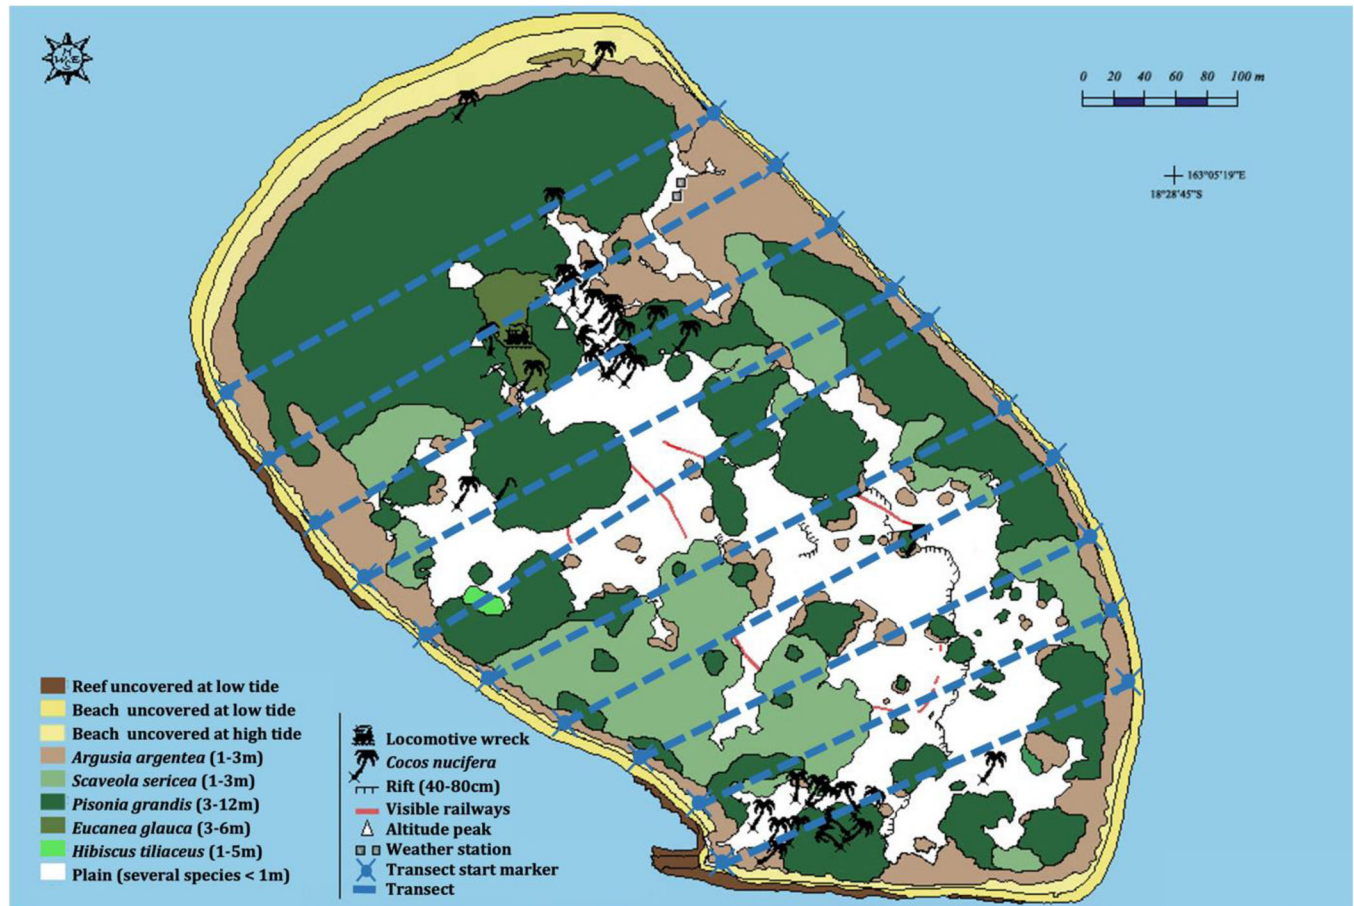 N
W E
S
0 20 40 60 80 100 m
163°05'19"E
18°28'45"S
Reef uncovered at low tide
Beach uncovered at low tide
Beach uncovered at high tide
Argusia argentea (1-3m)
Scaveola sericea (1-3m)
Pisonia grandis (3-12m)
Eucanea glauca (3-6m)
Hibiscus tiliaceus (1-5m)
Plain (several species < 1m)
Locomotive wreck
Cocos nucifera
Rift (40-80cm)
Visible railways
Altitude peak
Weather station
Transect start marker
Transect